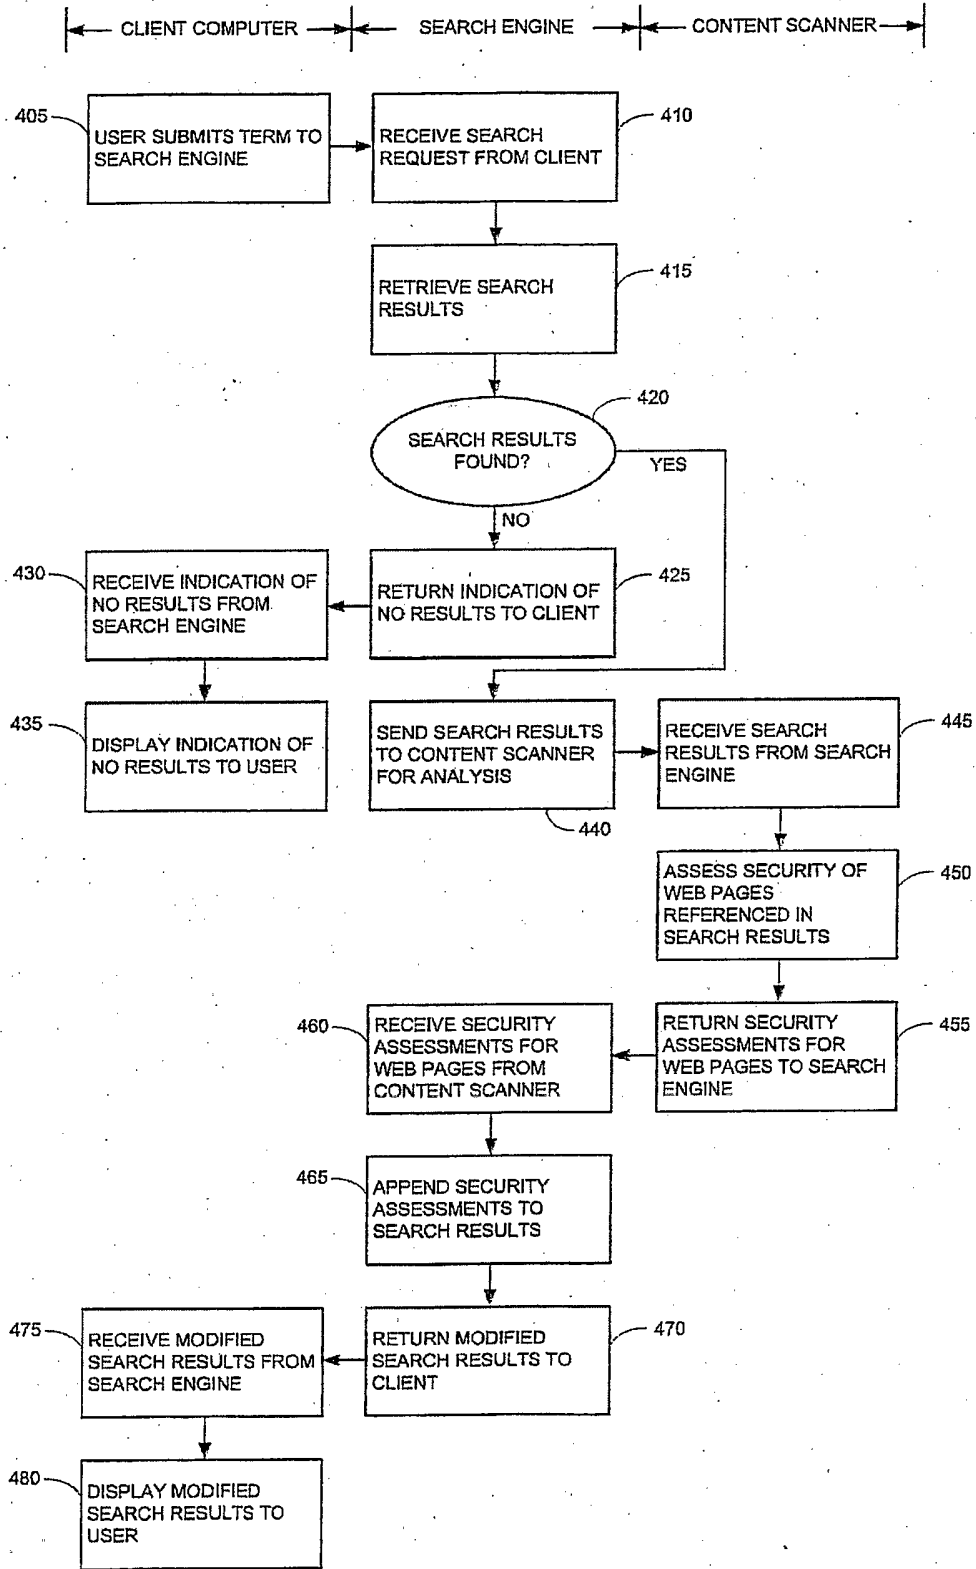 CLIENT COMPUTER
SEARCH ENGINE
CONTENT SCANNER
405
USER SUBMITS TERM TO
SEARCH ENGINE
RECEIVE SEARCH
REQUEST FROM CLIENT
410
RETRIEVE SEARCH
RESULTS
415
SEARCH RESULTS
FOUND?
420
YES
NO
430
RECEIVE INDICATION OF
NO RESULTS FROM
SEARCH ENGINE
RETURN INDICATION OF
NO RESULTS TO CLIENT
425
435
DISPLAY INDICATION OF
NO RESULTS TO USER
SEND SEARCH RESULTS
TO CONTENT SCANNER
FOR ANALYSIS
440
RECEIVE SEARCH
RESULTS FROM SEARCH
ENGINE
445
ASSESS SECURITY OF
WEB PAGES
REFERENCED IN
SEARCH RESULTS
450
RETURN SECURITY
ASSESSMENTS FOR
WEB PAGES TO SEARCH
ENGINE
455
460
RECEIVE SECURITY
ASSESSMENTS FOR
WEB PAGES FROM
CONTENT SCANNER
465
APPEND SECURITY
ASSESSMENTS TO
SEARCH RESULTS
RETURN MODIFIED
SEARCH RESULTS TO
CLIENT
470
475
RECEIVE MODIFIED
SEARCH RESULTS FROM
SEARCH ENGINE
480
DISPLAY MODIFIED
SEARCH RESULTS TO
USER